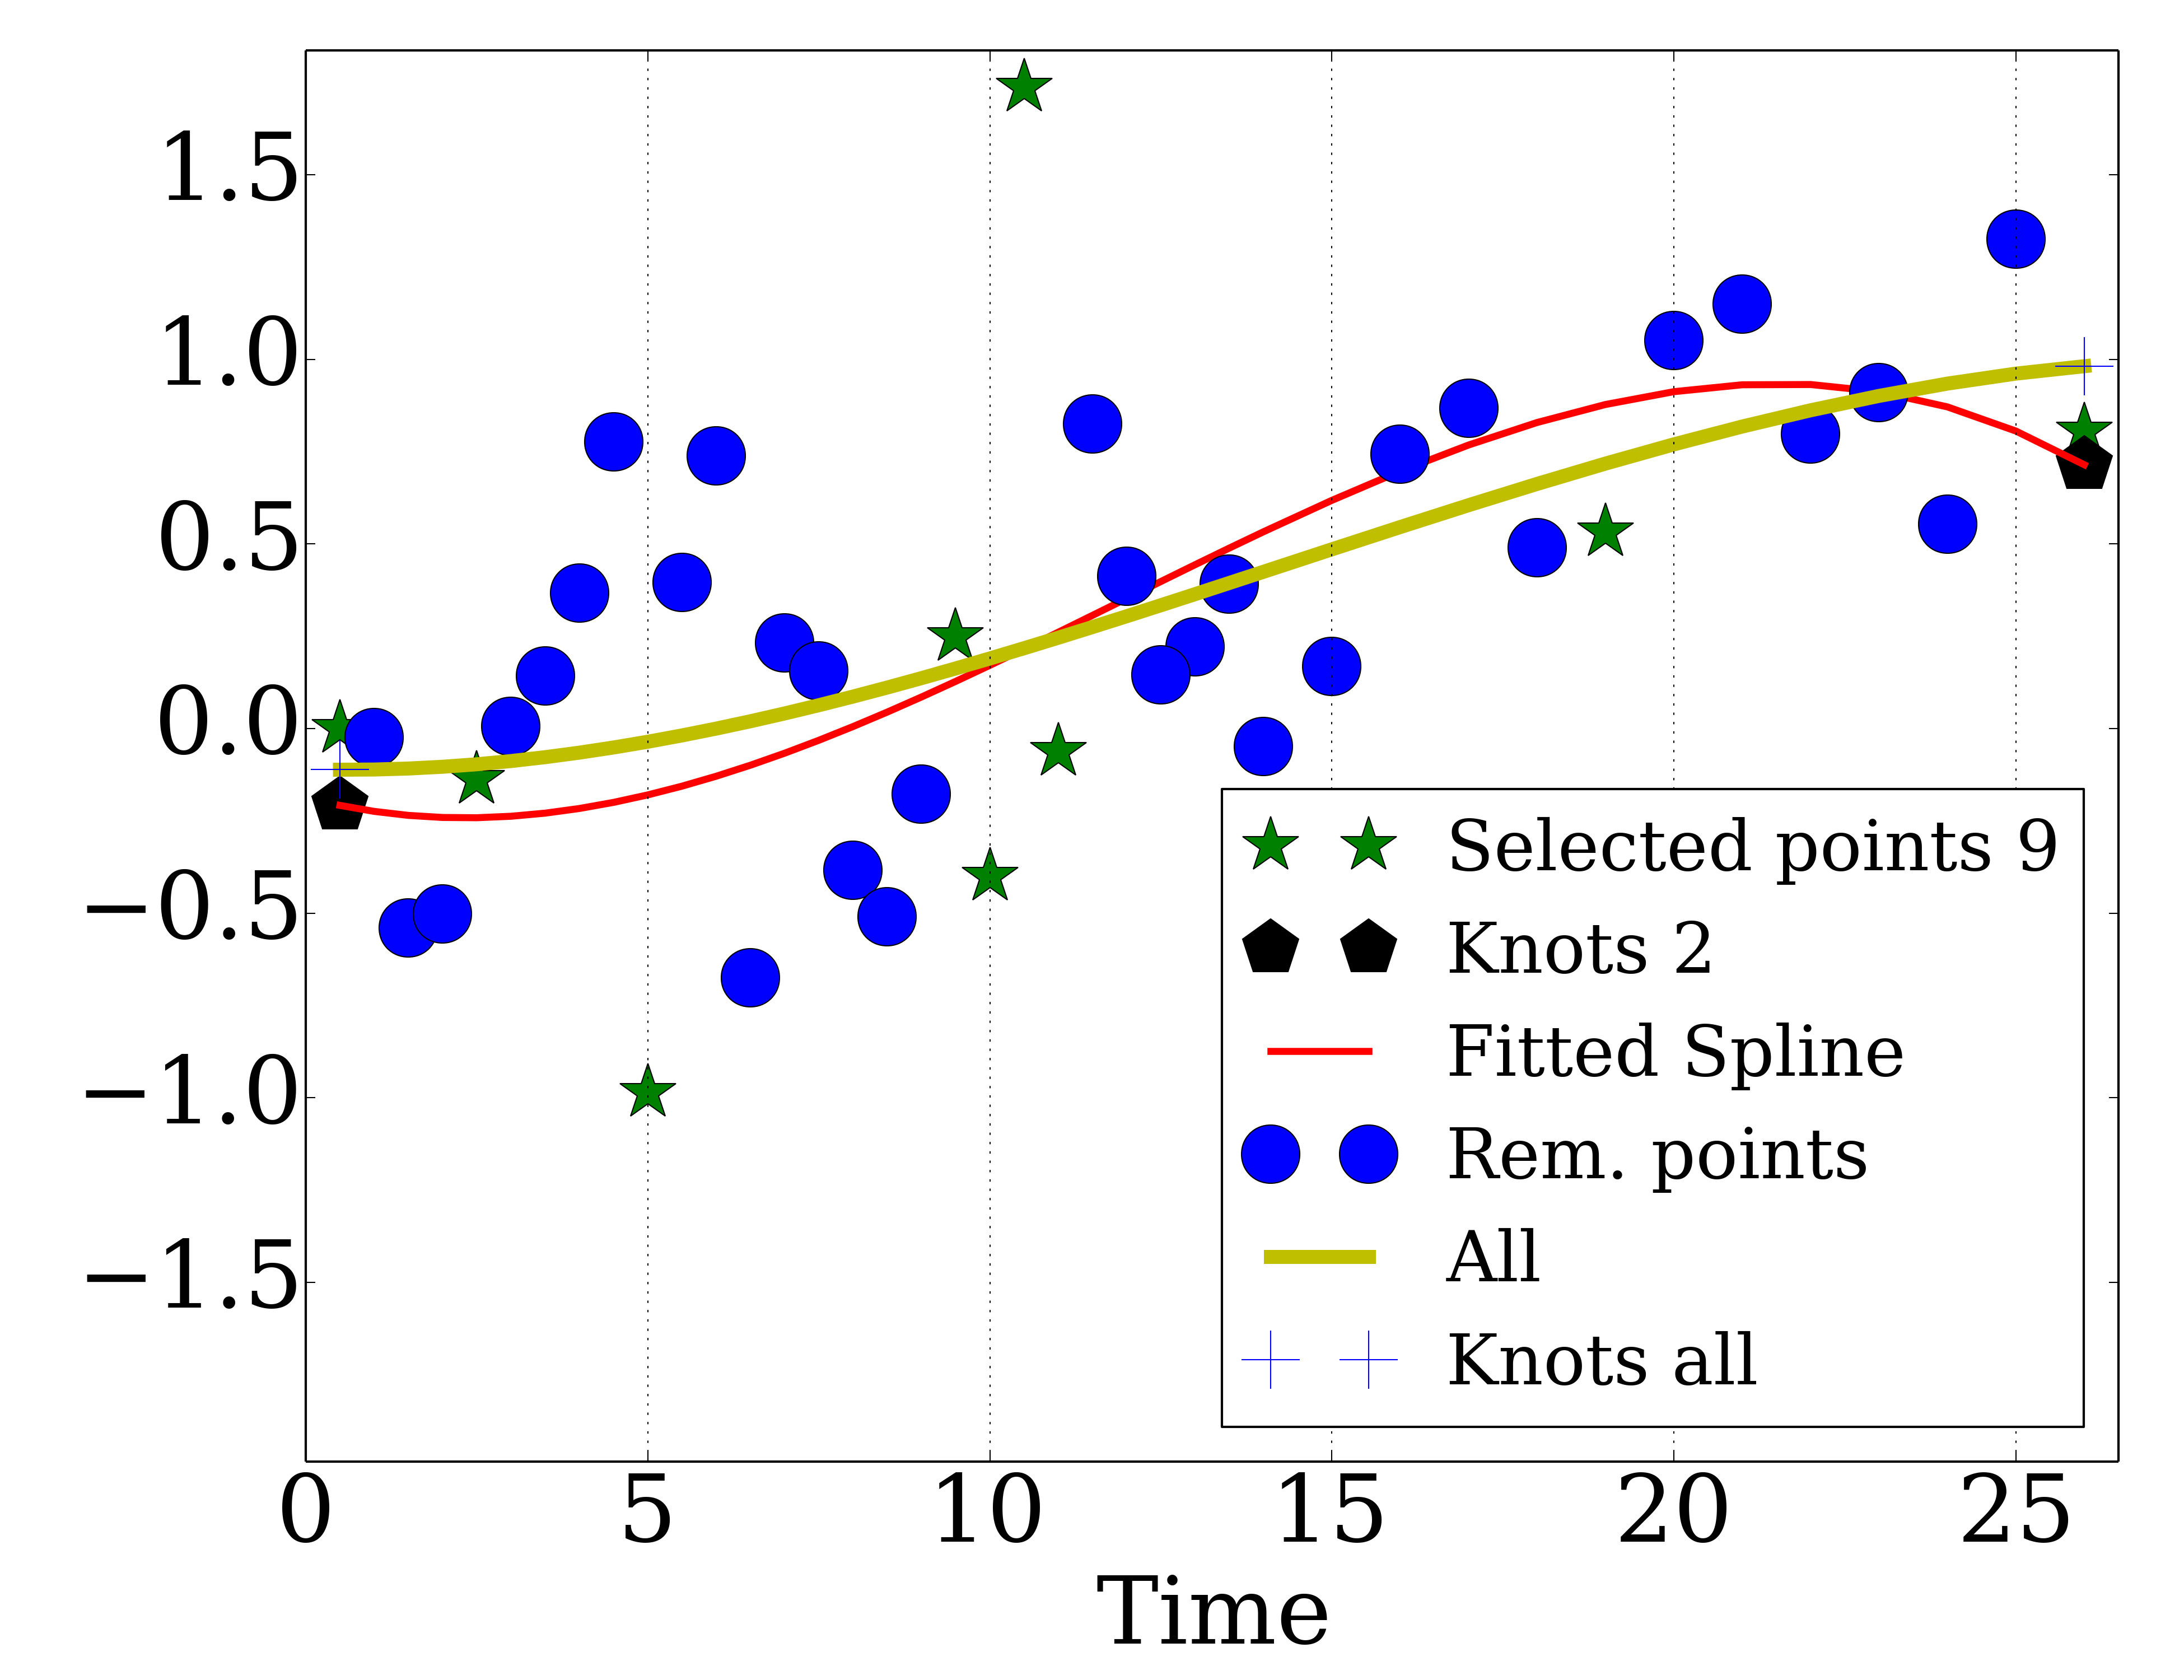 1.5
1.0
0.5
0.0
−0.5
−1.0
−1.5
Selected points 9
Knots 2
Fitted Spline
Rem. points
All
Knots all
0 5 10 15 20 25
Time